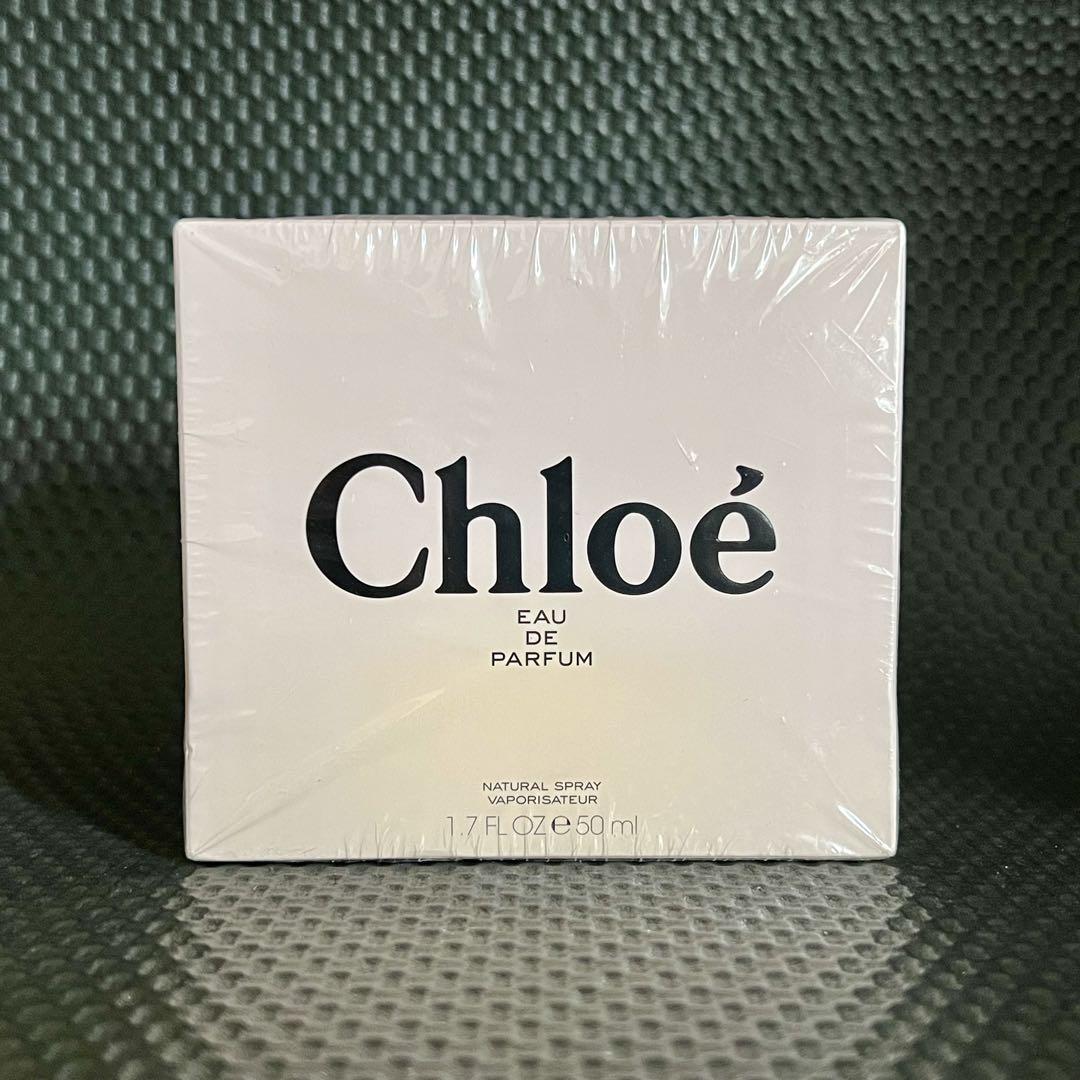 Chloé
EAU
DE
PARFUM
NATURAL SPRAY
VAPORISATEUR
1.7 FL OZ ℮ 50 ml